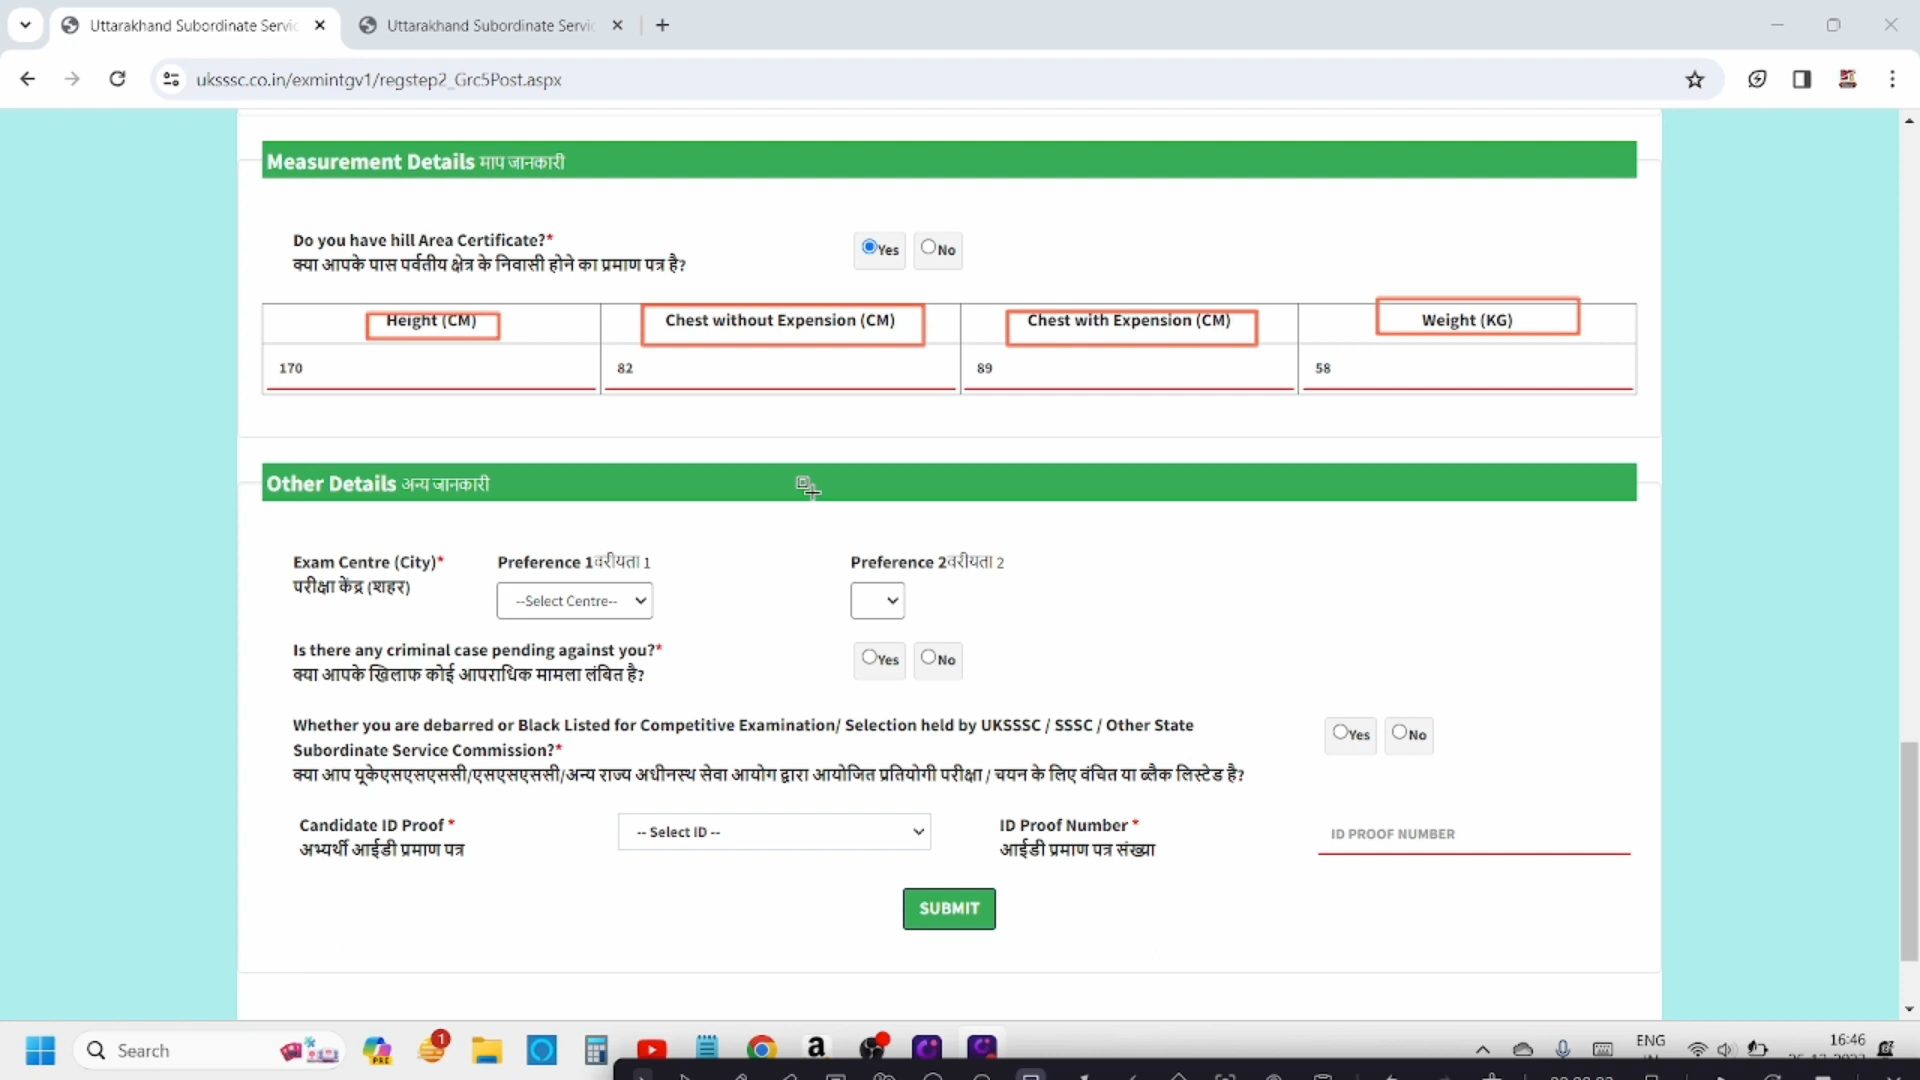 Uttarakhand Subordinate Servic
Uttarakhand Subordinate Servic
uksssc.co.in/exmintgv1/regstep2_Grc5Post.aspx
Measurement Details माप जानकारी
Do you have hill Area Certificate?*
Yes No
क्या आपके पास पर्वतीय क्षेत्र के निवासी होने का प्रमाण पत्र है?
Height (CM) Chest without Expension (CM) Chest with Expension (CM) Weight (KG)
170 82 89 58
Other Details अन्य जानकारी
Exam Centre (City)* Preference 1वरीयता 1 Preference 2वरीयता 2
परीक्षा केंद्र (शहर) --Select Centre--
Is there any criminal case pending against you?*
Yes No
क्या आपके खिलाफ कोई आपराधिक मामला लंबित है?
Whether you are debarred or Black Listed for Competitive Examination/ Selection held by UKSSSC / SSSC / Other State
Yes No
Subordinate Service Commission?*
क्या आप यूकेएसएसएससी/एसएसएससी/अन्य राज्य अधीनस्थ सेवा आयोग द्वारा आयोजित प्रतियोगी परीक्षा / चयन के लिए वंचित या ब्लैक लिस्टेड है?
Candidate ID Proof * -- Select ID -- ID Proof Number * ID PROOF NUMBER
अभ्यर्थी आईडी प्रमाण पत्र आईडी प्रमाण पत्र संख्या
SUBMIT
Search
PRE
1
a
ENG
16:46